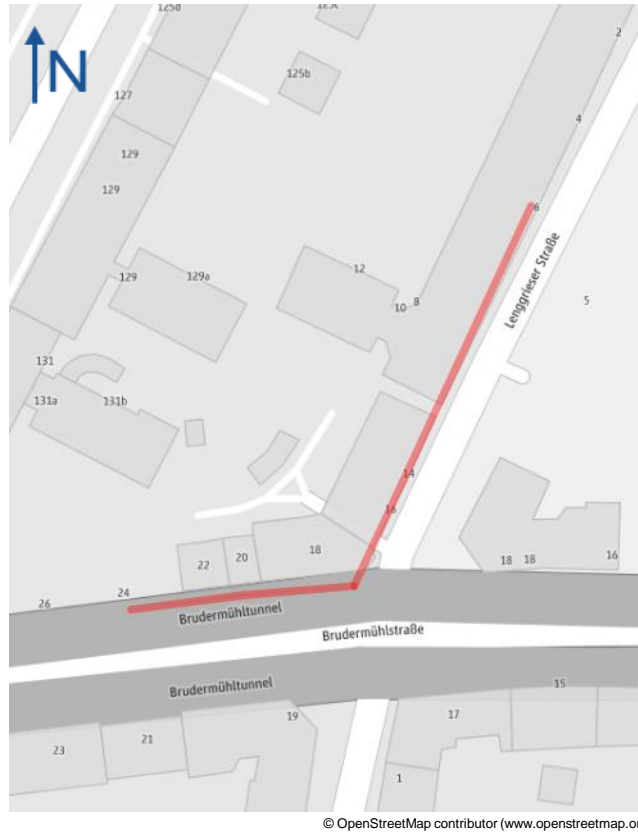 125d
125c
2
N
125b
127
4
129
129
6
129
129a
12
Lenggrieser Straße
10
8
5
131
131a
131b
14
16
18
20
22
18
18
16
24
26
Brudermühltunnel
Brudermühlstraße
Brudermühltunnel
15
19
17
21
23
1
© OpenStreetMap contributor (www.openstreetmap.or